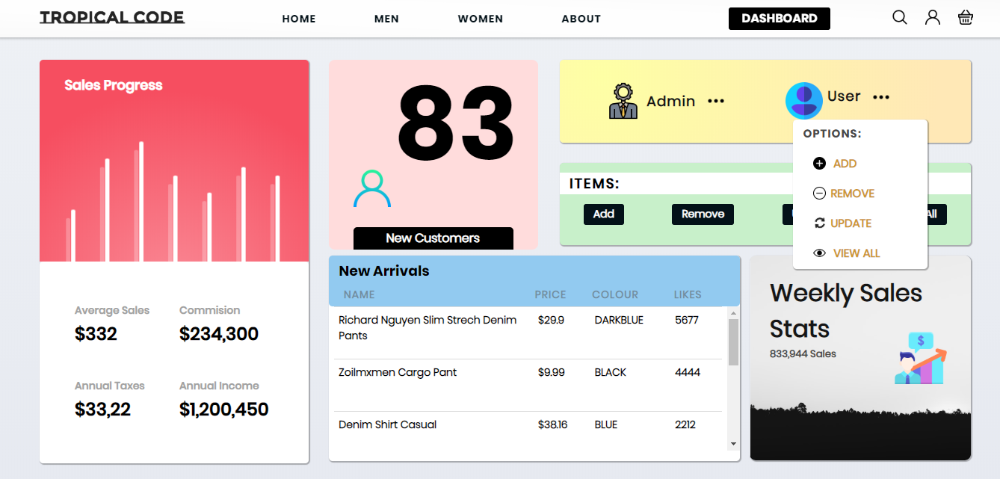 TROPICAL CODE
HOME
MEN
WOMEN
ABOUT
DASHBOARD
Sales Progress
Average Sales
Commision
$332
$234,300
Annual Taxes
Annual Income
$33,22
$1,200,450
83
New Customers
Admin •••
User •••
OPTIONS:
ADD
REMOVE
UPDATE
VIEW ALL
ITEMS:
Add
Remove
All
New Arrivals
NAME PRICE COLOUR LIKES
Richard Nguyen Slim Strech Denim $29.9 DARKBLUE 5677
Pants
Zoilmxmen Cargo Pant $9.99 BLACK 4444
Denim Shirt Casual $38.16 BLUE 2212
Weekly Sales
Stats
833,944 Sales
$